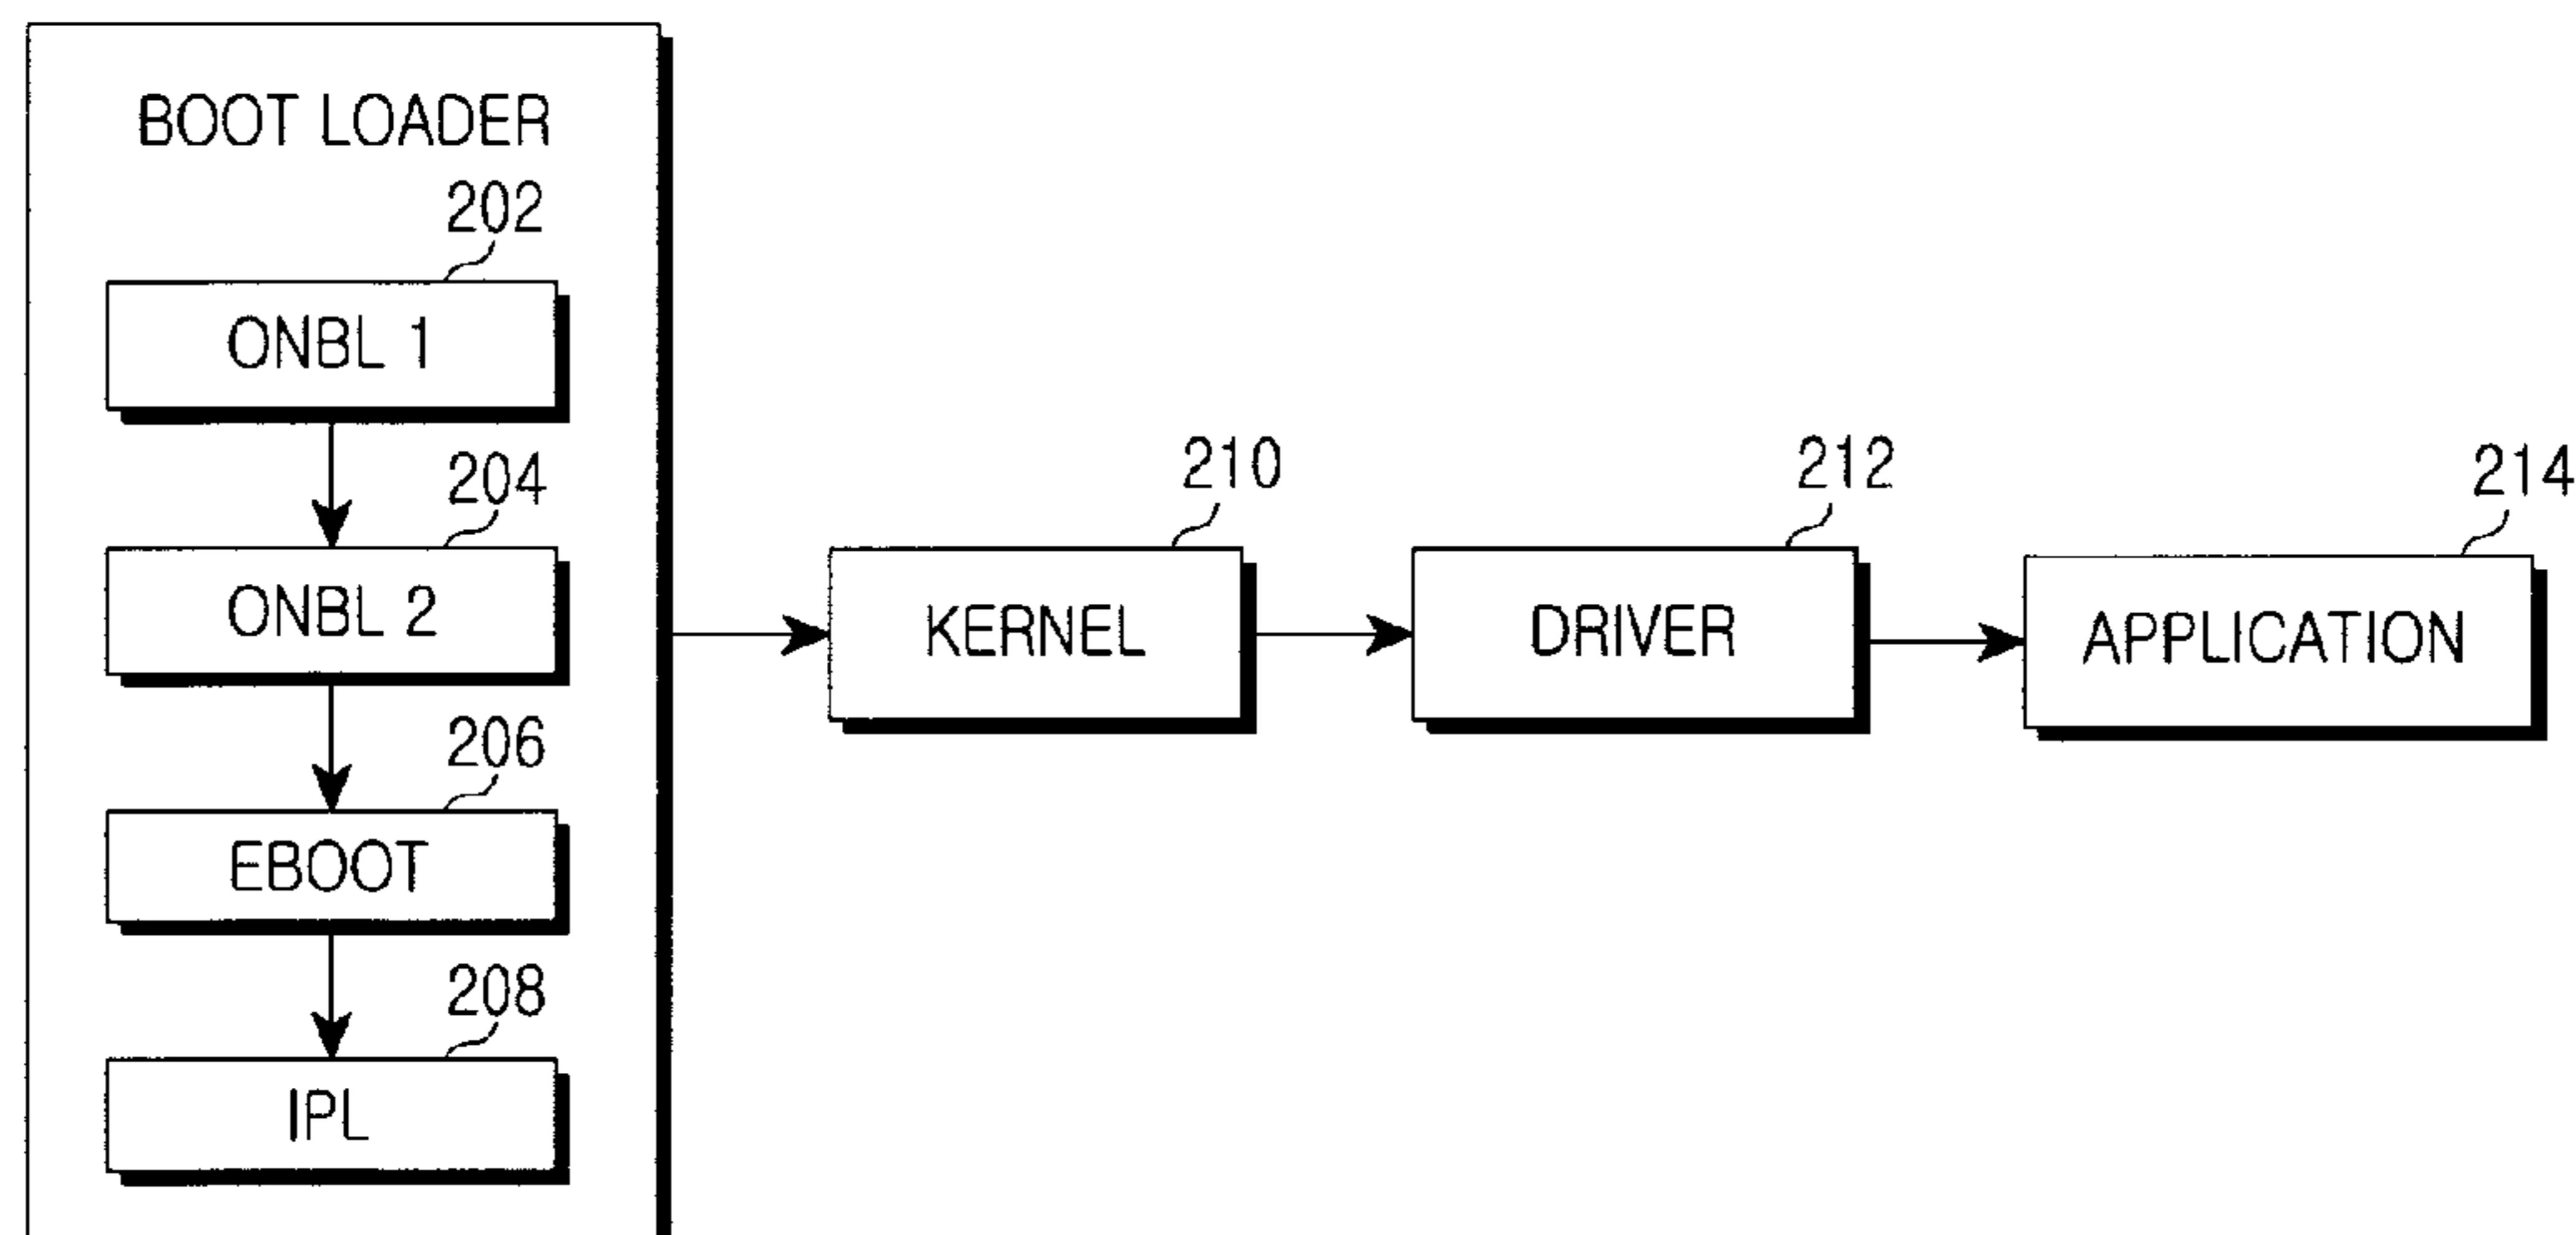 BOOT LOADER
202
ONBL 1
204
ONBL 2
206
EBOOT
208
IPL
210
KERNEL
212
DRIVER
214
APPLICATION